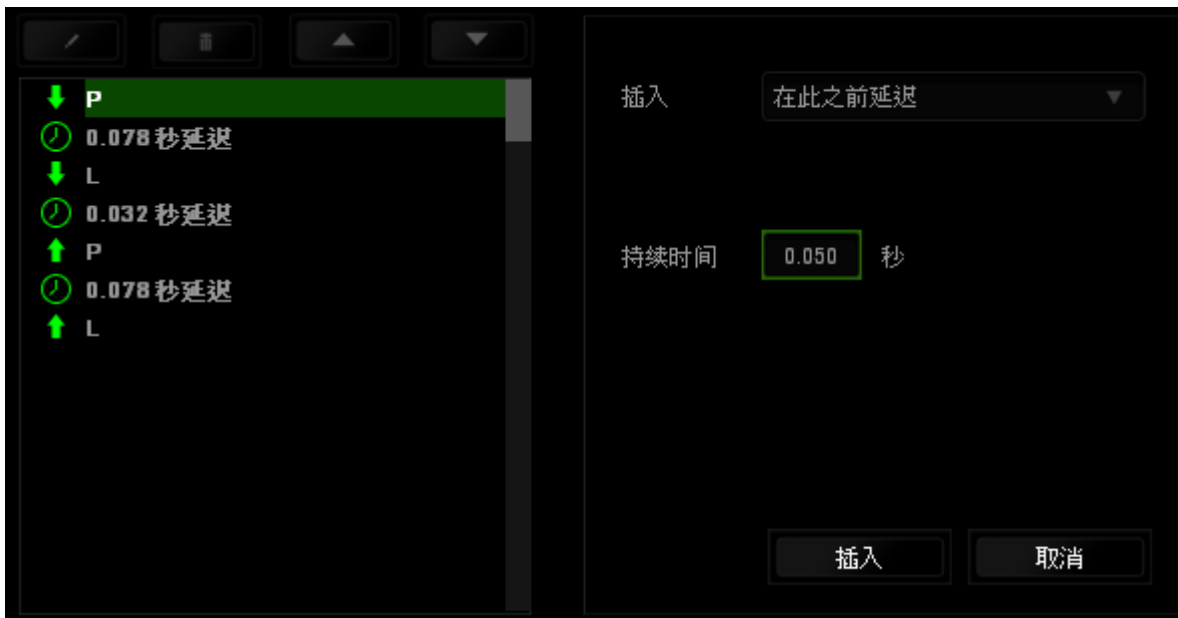 P
0.078 秒延迟
L
0.032 秒延迟
P
0.078 秒延迟
L
插入 在此之前延迟
持续时间 0.050 秒
插入 取消